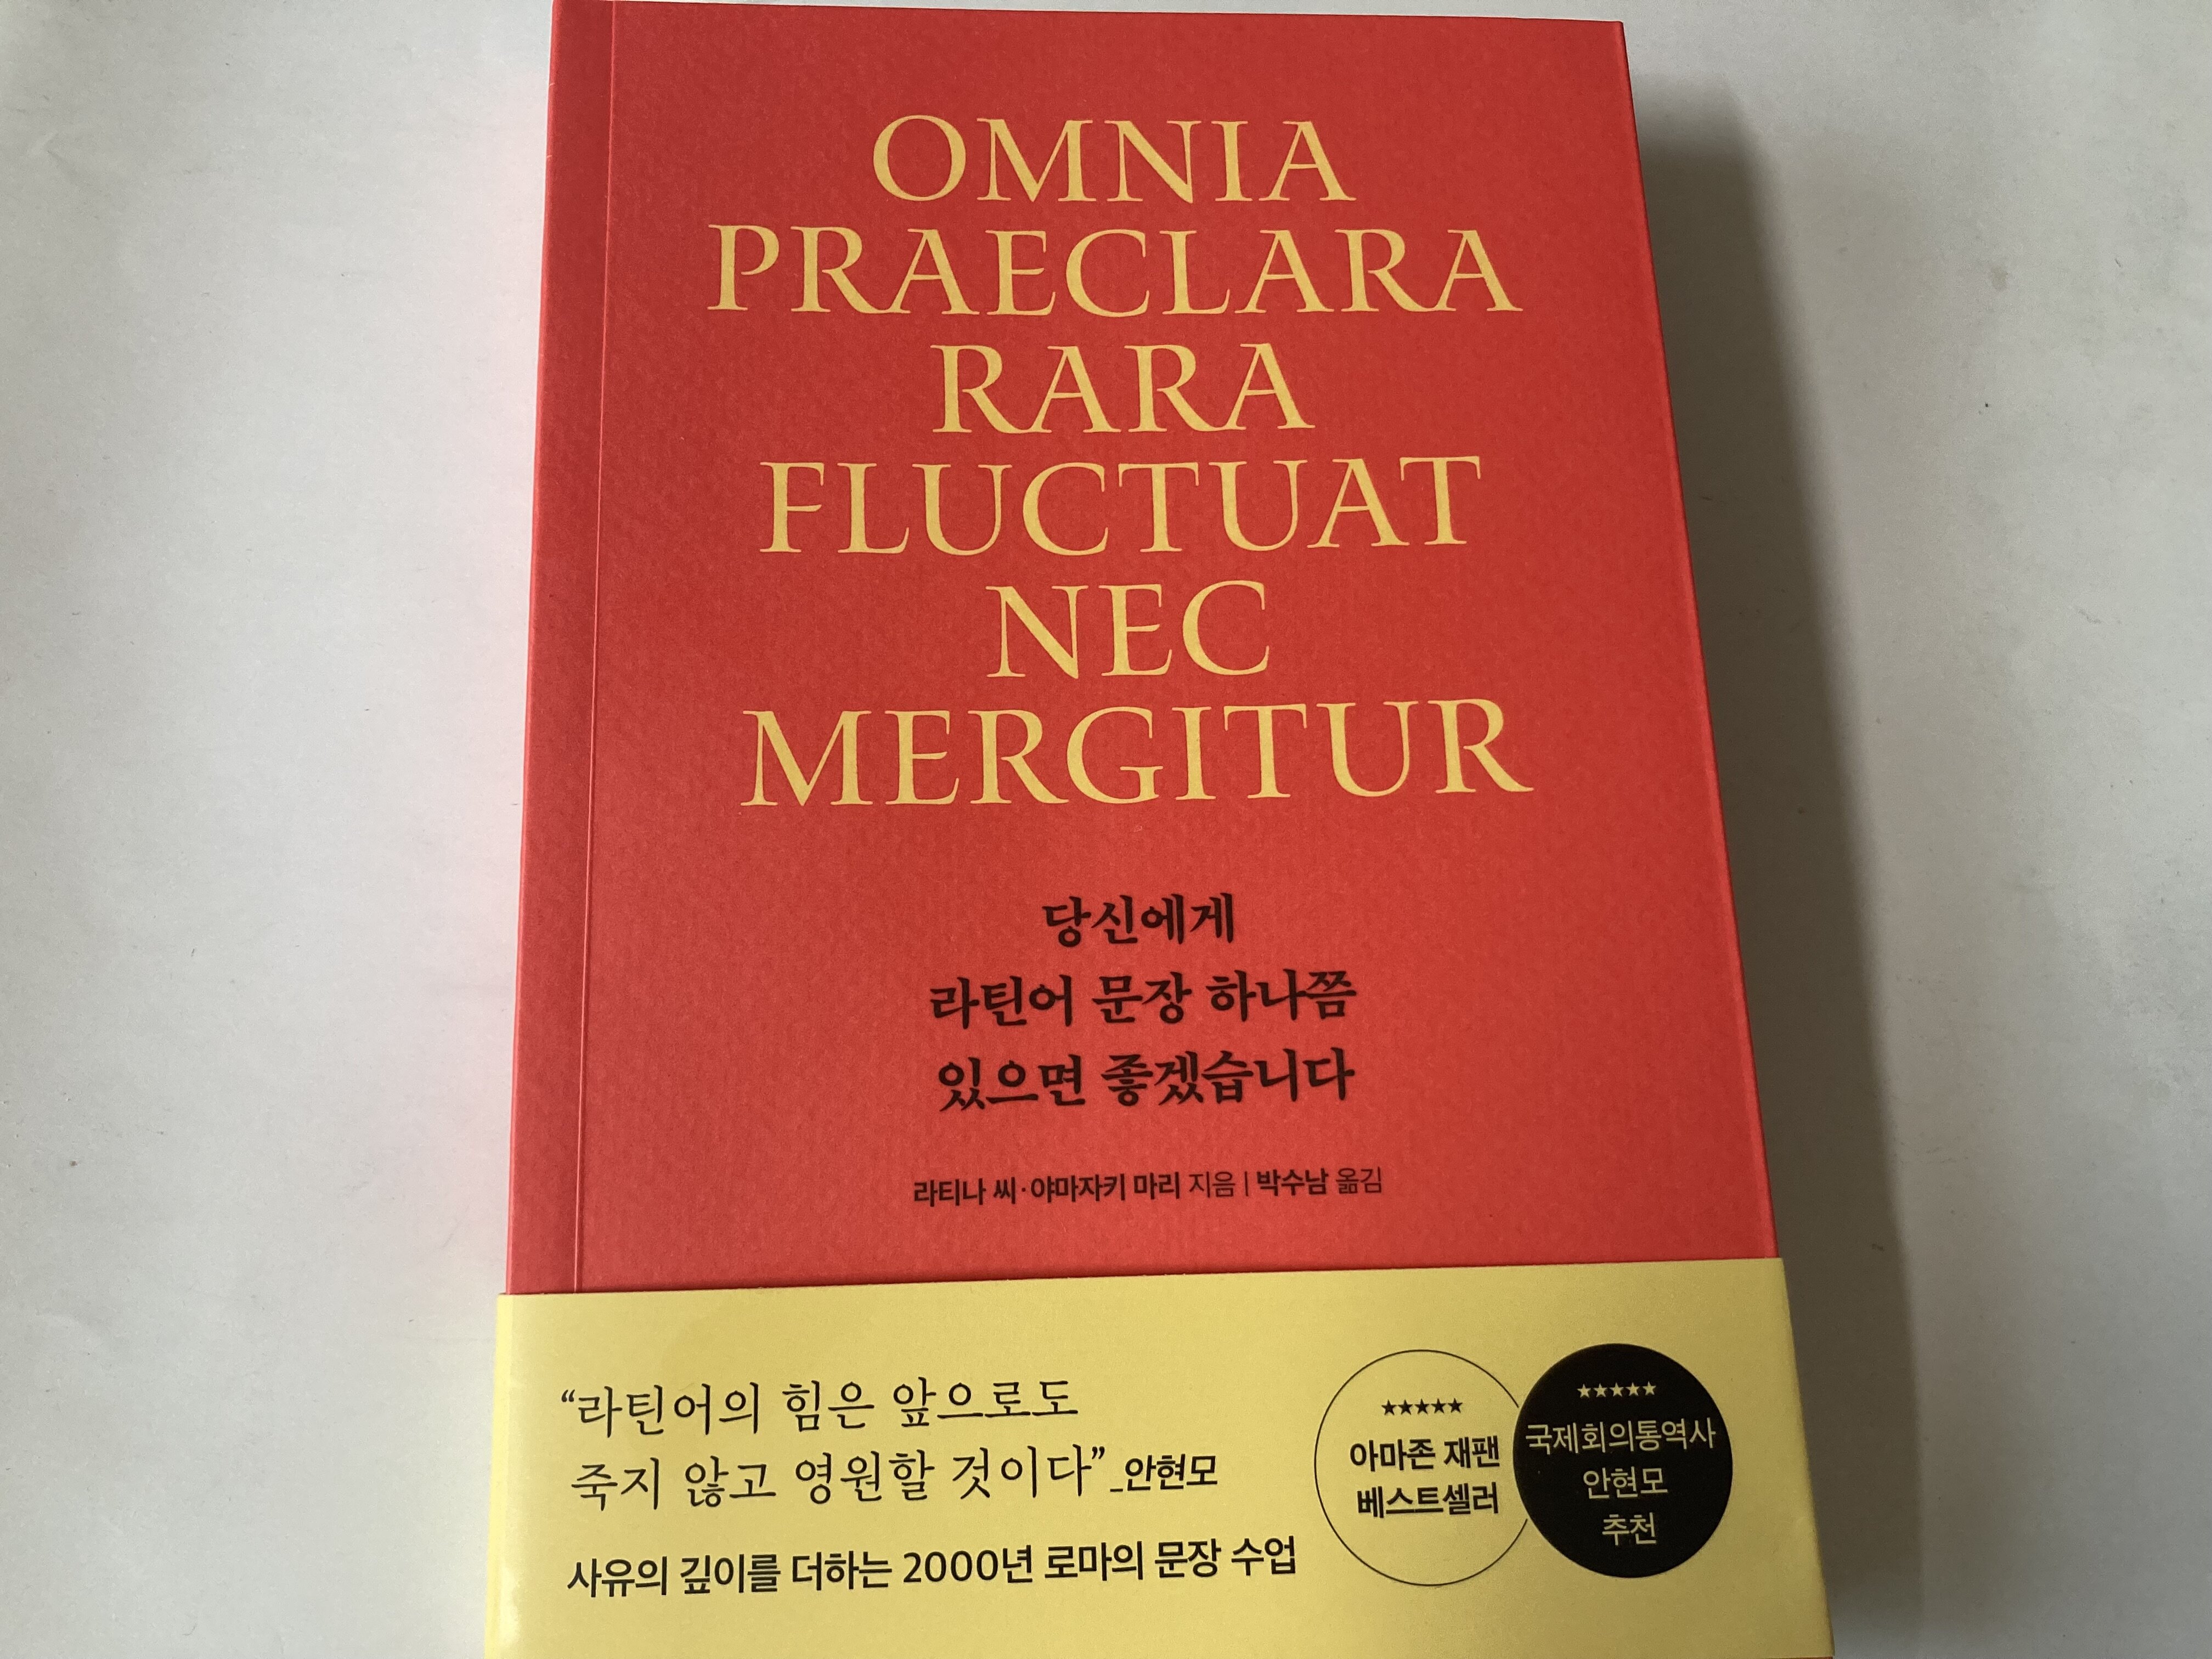 OMNIA
PRAECLARA
RARA
FLUCTUAT
NEC
MERGITUR
당신에게
라틴어 문장 하나쯤
있으면 좋겠습니다
라티나 씨·야마자키 마리 지음 | 박수남 옮김
“라틴어의 힘은 앞으로도
죽지 않고 영원할 것이다”_안현모
사유의 깊이를 더하는 2000년 로마의 문장 수업
★★★★★
아마존 재팬
베스트셀러
★★★★★
국제회의통역사
안현모
추천